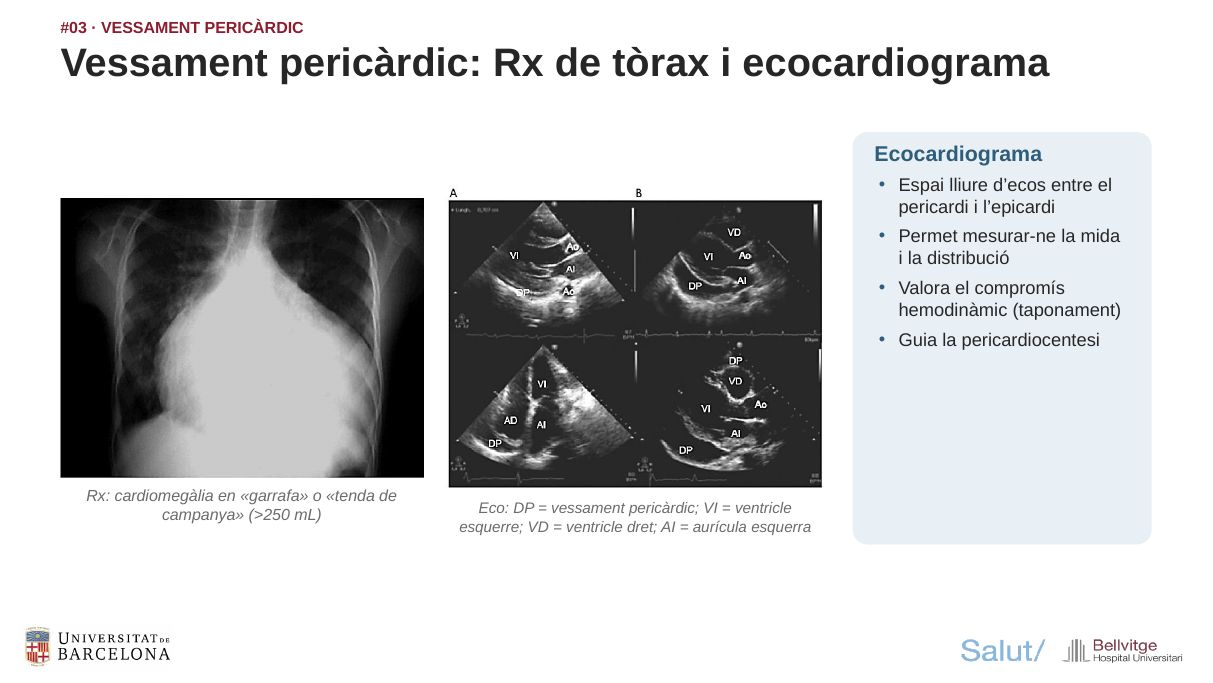 #03 · VESSAMENT PERICÀRDIC
Vessament pericàrdic: Rx de tòrax i ecocardiograma
A
B
VI
Ao
AI
DP
Ao
VD
VI
Ao
AI
DP
VI
AD
AI
DP
DP
VD
VI
Ao
AI
DP
Rx: cardiomegàlia en «garrafa» o «tenda de
campanya» (>250 mL)
Eco: DP = vessament pericàrdic; VI = ventricle
esquerre; VD = ventricle dret; AI = aurícula esquerra
Ecocardiograma
• Espai lliure d’ecos entre el
pericardi i l’epicardi
• Permet mesurar-ne la mida
i la distribució
• Valora el compromís
hemodinàmic (taponament)
• Guia la pericardiocentesi
UNIVERSITAT DE
BARCELONA
Salut/
Bellvitge
Hospital Universitari